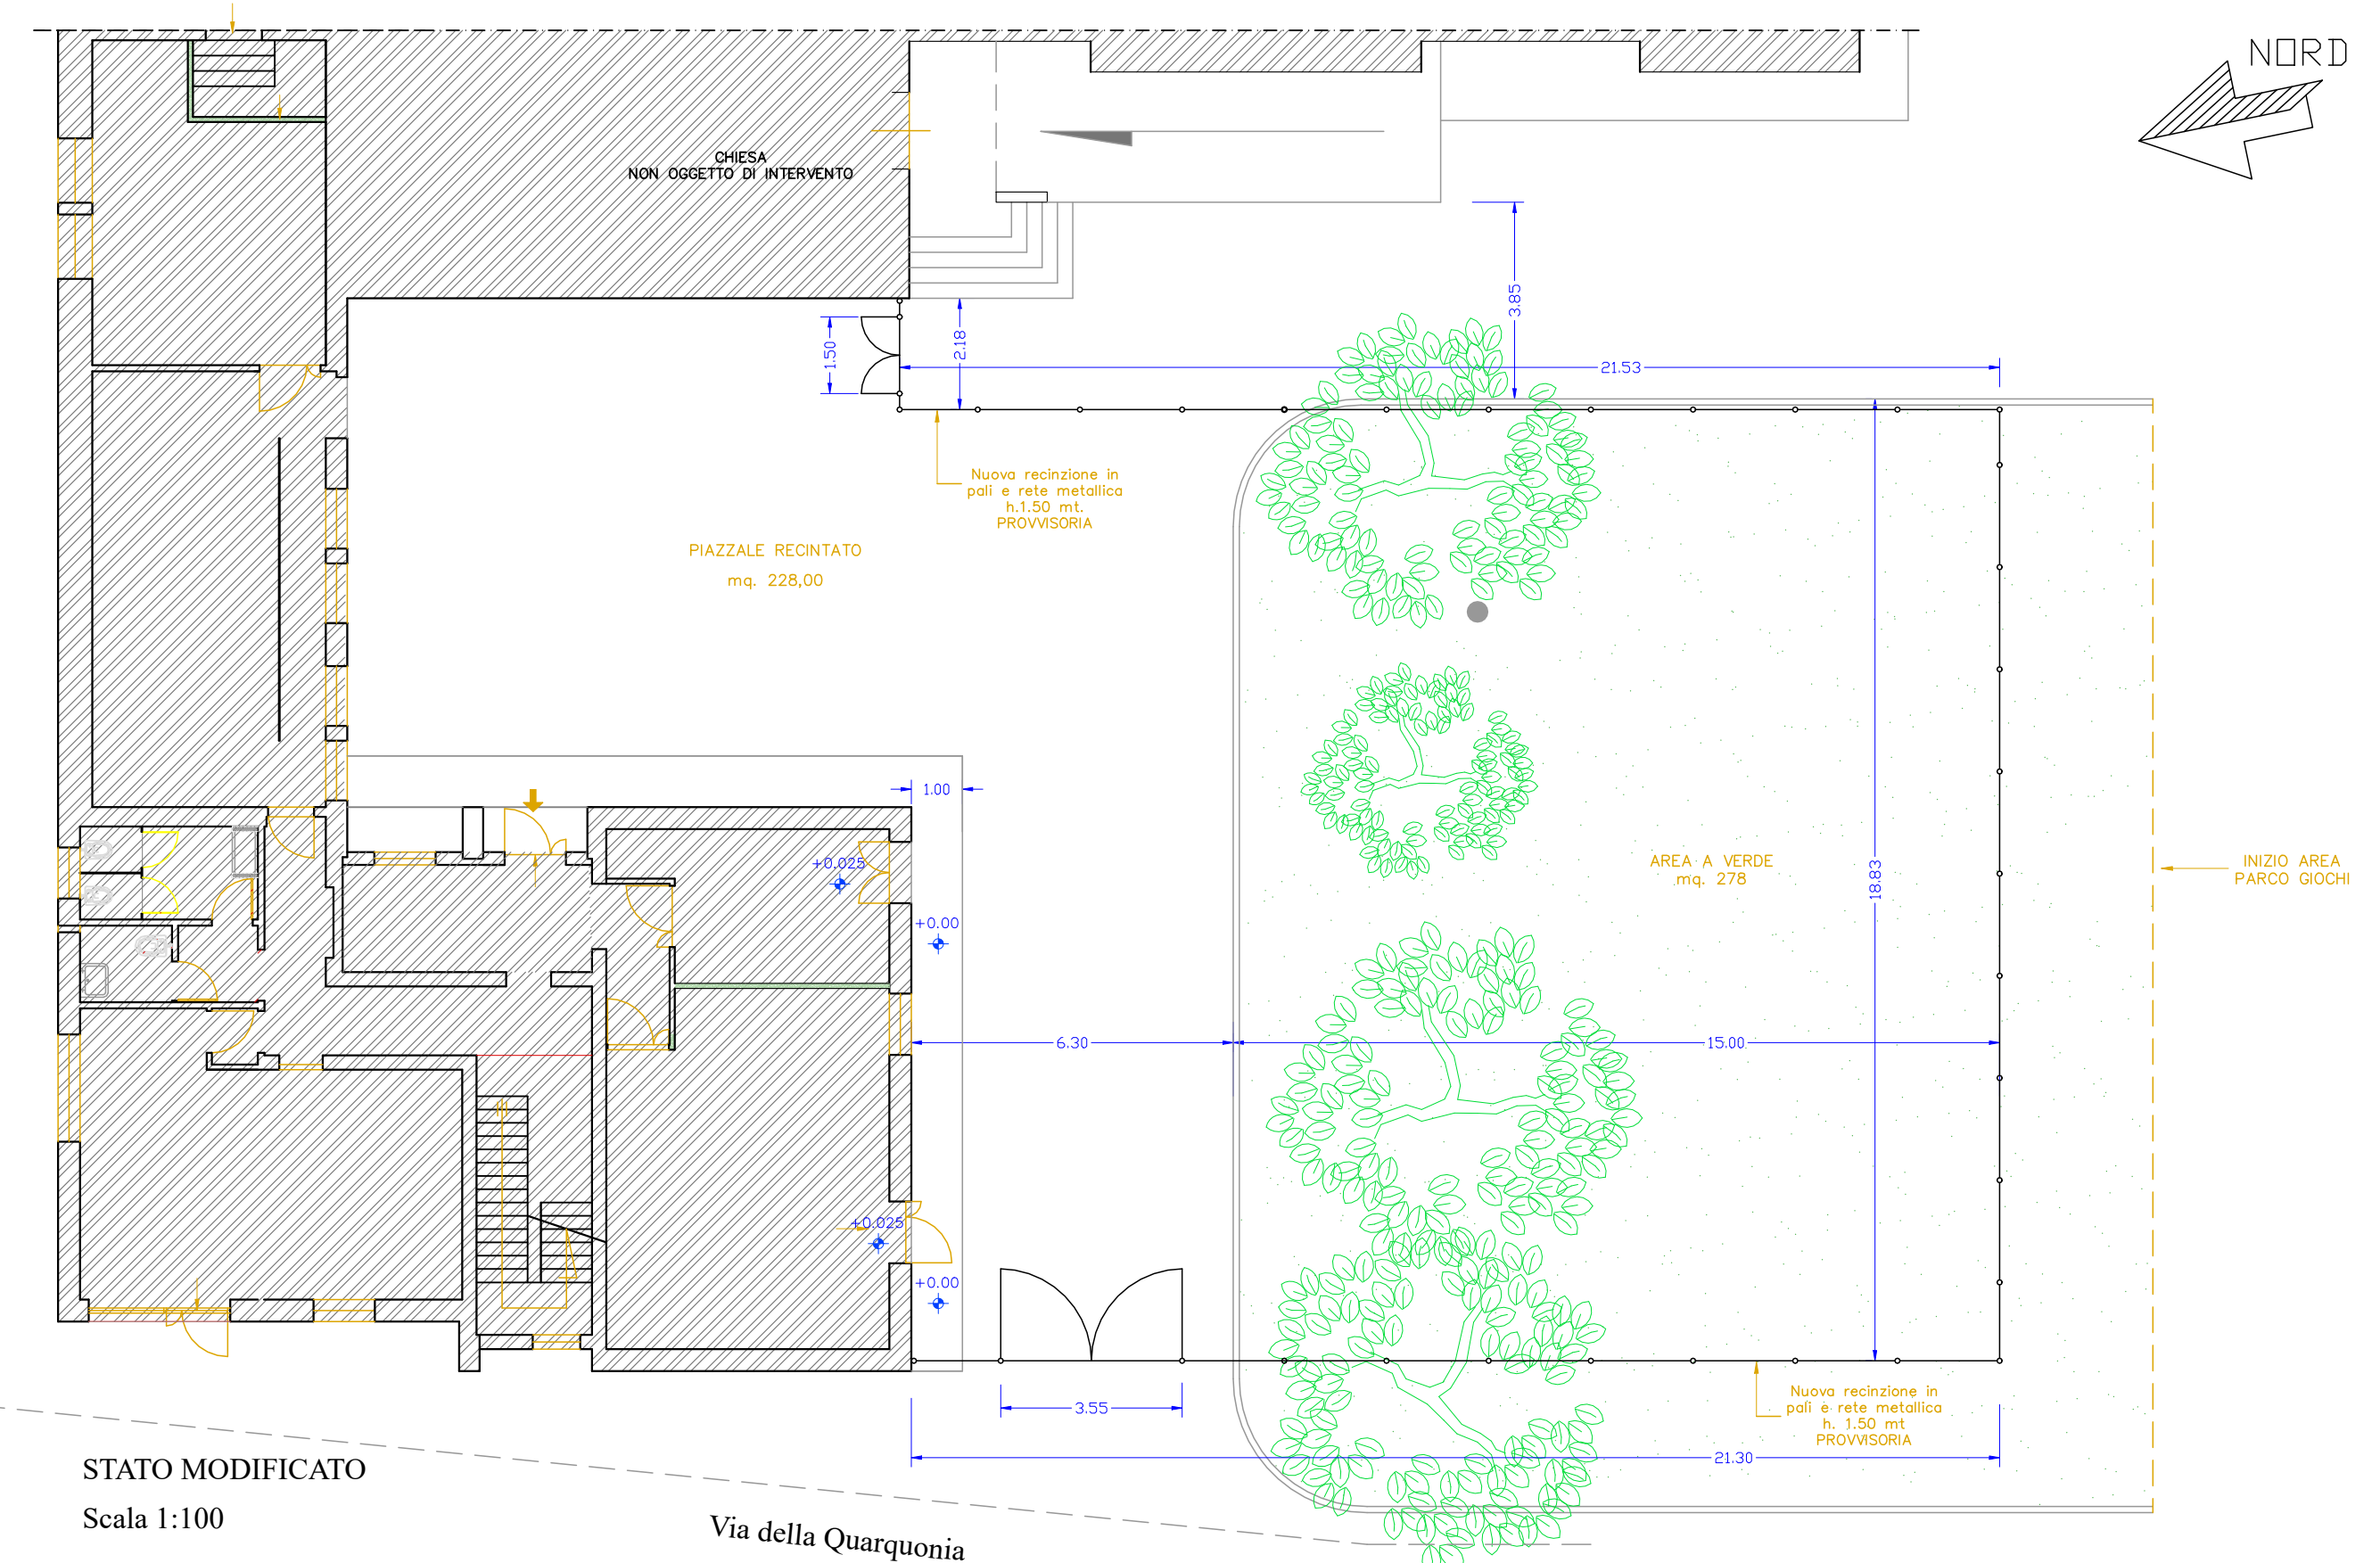 NORD
CHIESA
NON OGGETTO DI INTERVENTO
3.85
1.50
2.18
21.53
Nuova recinzione in
pali e rete metallica
h.1.50 mt.
PROVVISORIA
PIAZZALE RECINTATO
mq. 228,00
1.00
+0.025
+0.00
AREA A VERDE
mq. 278
18.83
INIZIO AREA
PARCO GIOCHI
6.30
15.00
+0.025
+0.00
3.55
Nuova recinzione in
pali e rete metallica
h. 1.50 mt
PROVVISORIA
21.30
STATO MODIFICATO
Scala 1:100
Via della Quarquonia